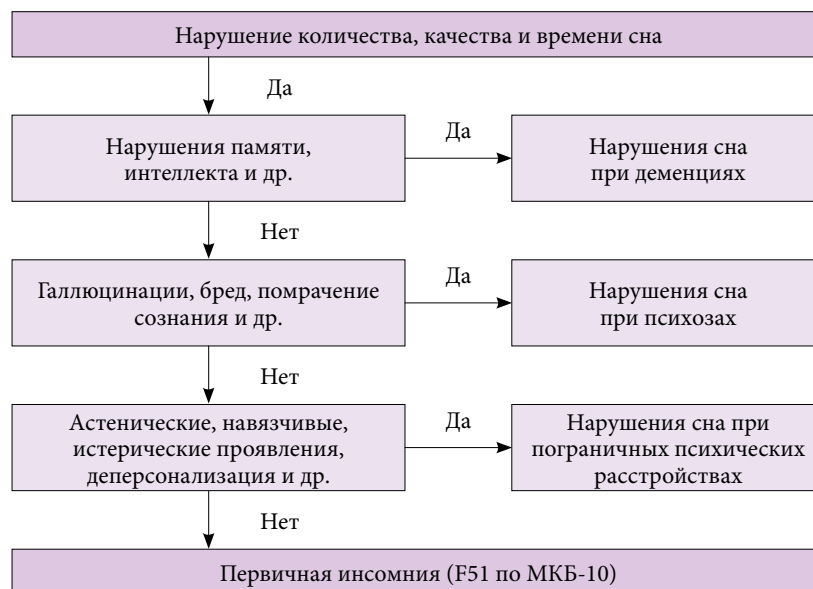 Нарушение количества, качества и времени сна
Да
Нарушения памяти,
интеллекта и др.
Да
Нарушения сна
при деменциях
Нет
Галлюцинации, бред, помрачение
сознания и др.
Да
Нарушения сна
при психозах
Нет
Астенические, навязчивые,
истерические проявления,
деперсонализация и др.
Да
Нарушения сна при
пограничных психических
расстройствах
Нет
Первичная инсомния (F51 по МКБ-10)